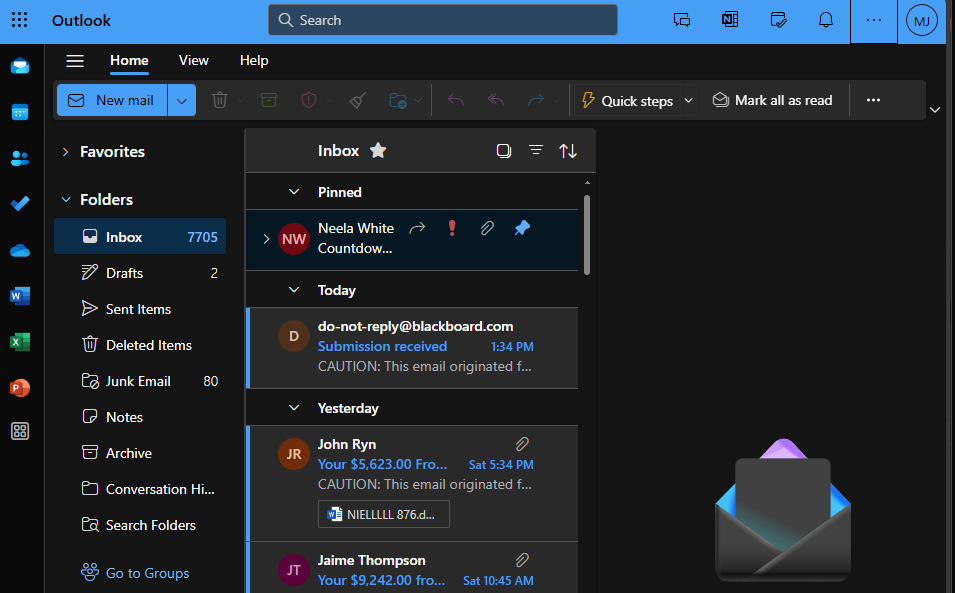 Outlook
Search
MJ
Home View Help
New mail
Quick steps
Mark all as read
Favorites
Folders
Inbox 7705
Drafts 2
Sent Items
Deleted Items
Junk Email 80
Notes
Archive
Conversation Hi...
Search Folders
Go to Groups
Inbox
Pinned
NW
Neela White
Countdow...
Today
D
do-not-reply@blackboard.com
Submission received 1:34 PM
CAUTION: This email originated f...
Yesterday
JR
John Ryn
Your $5,623.00 Fro... Sat 5:34 PM
CAUTION: This email originated f...
NIELLLLL 876.d...
JT
Jaime Thompson
Your $9,242.00 fro... Sat 10:45 AM